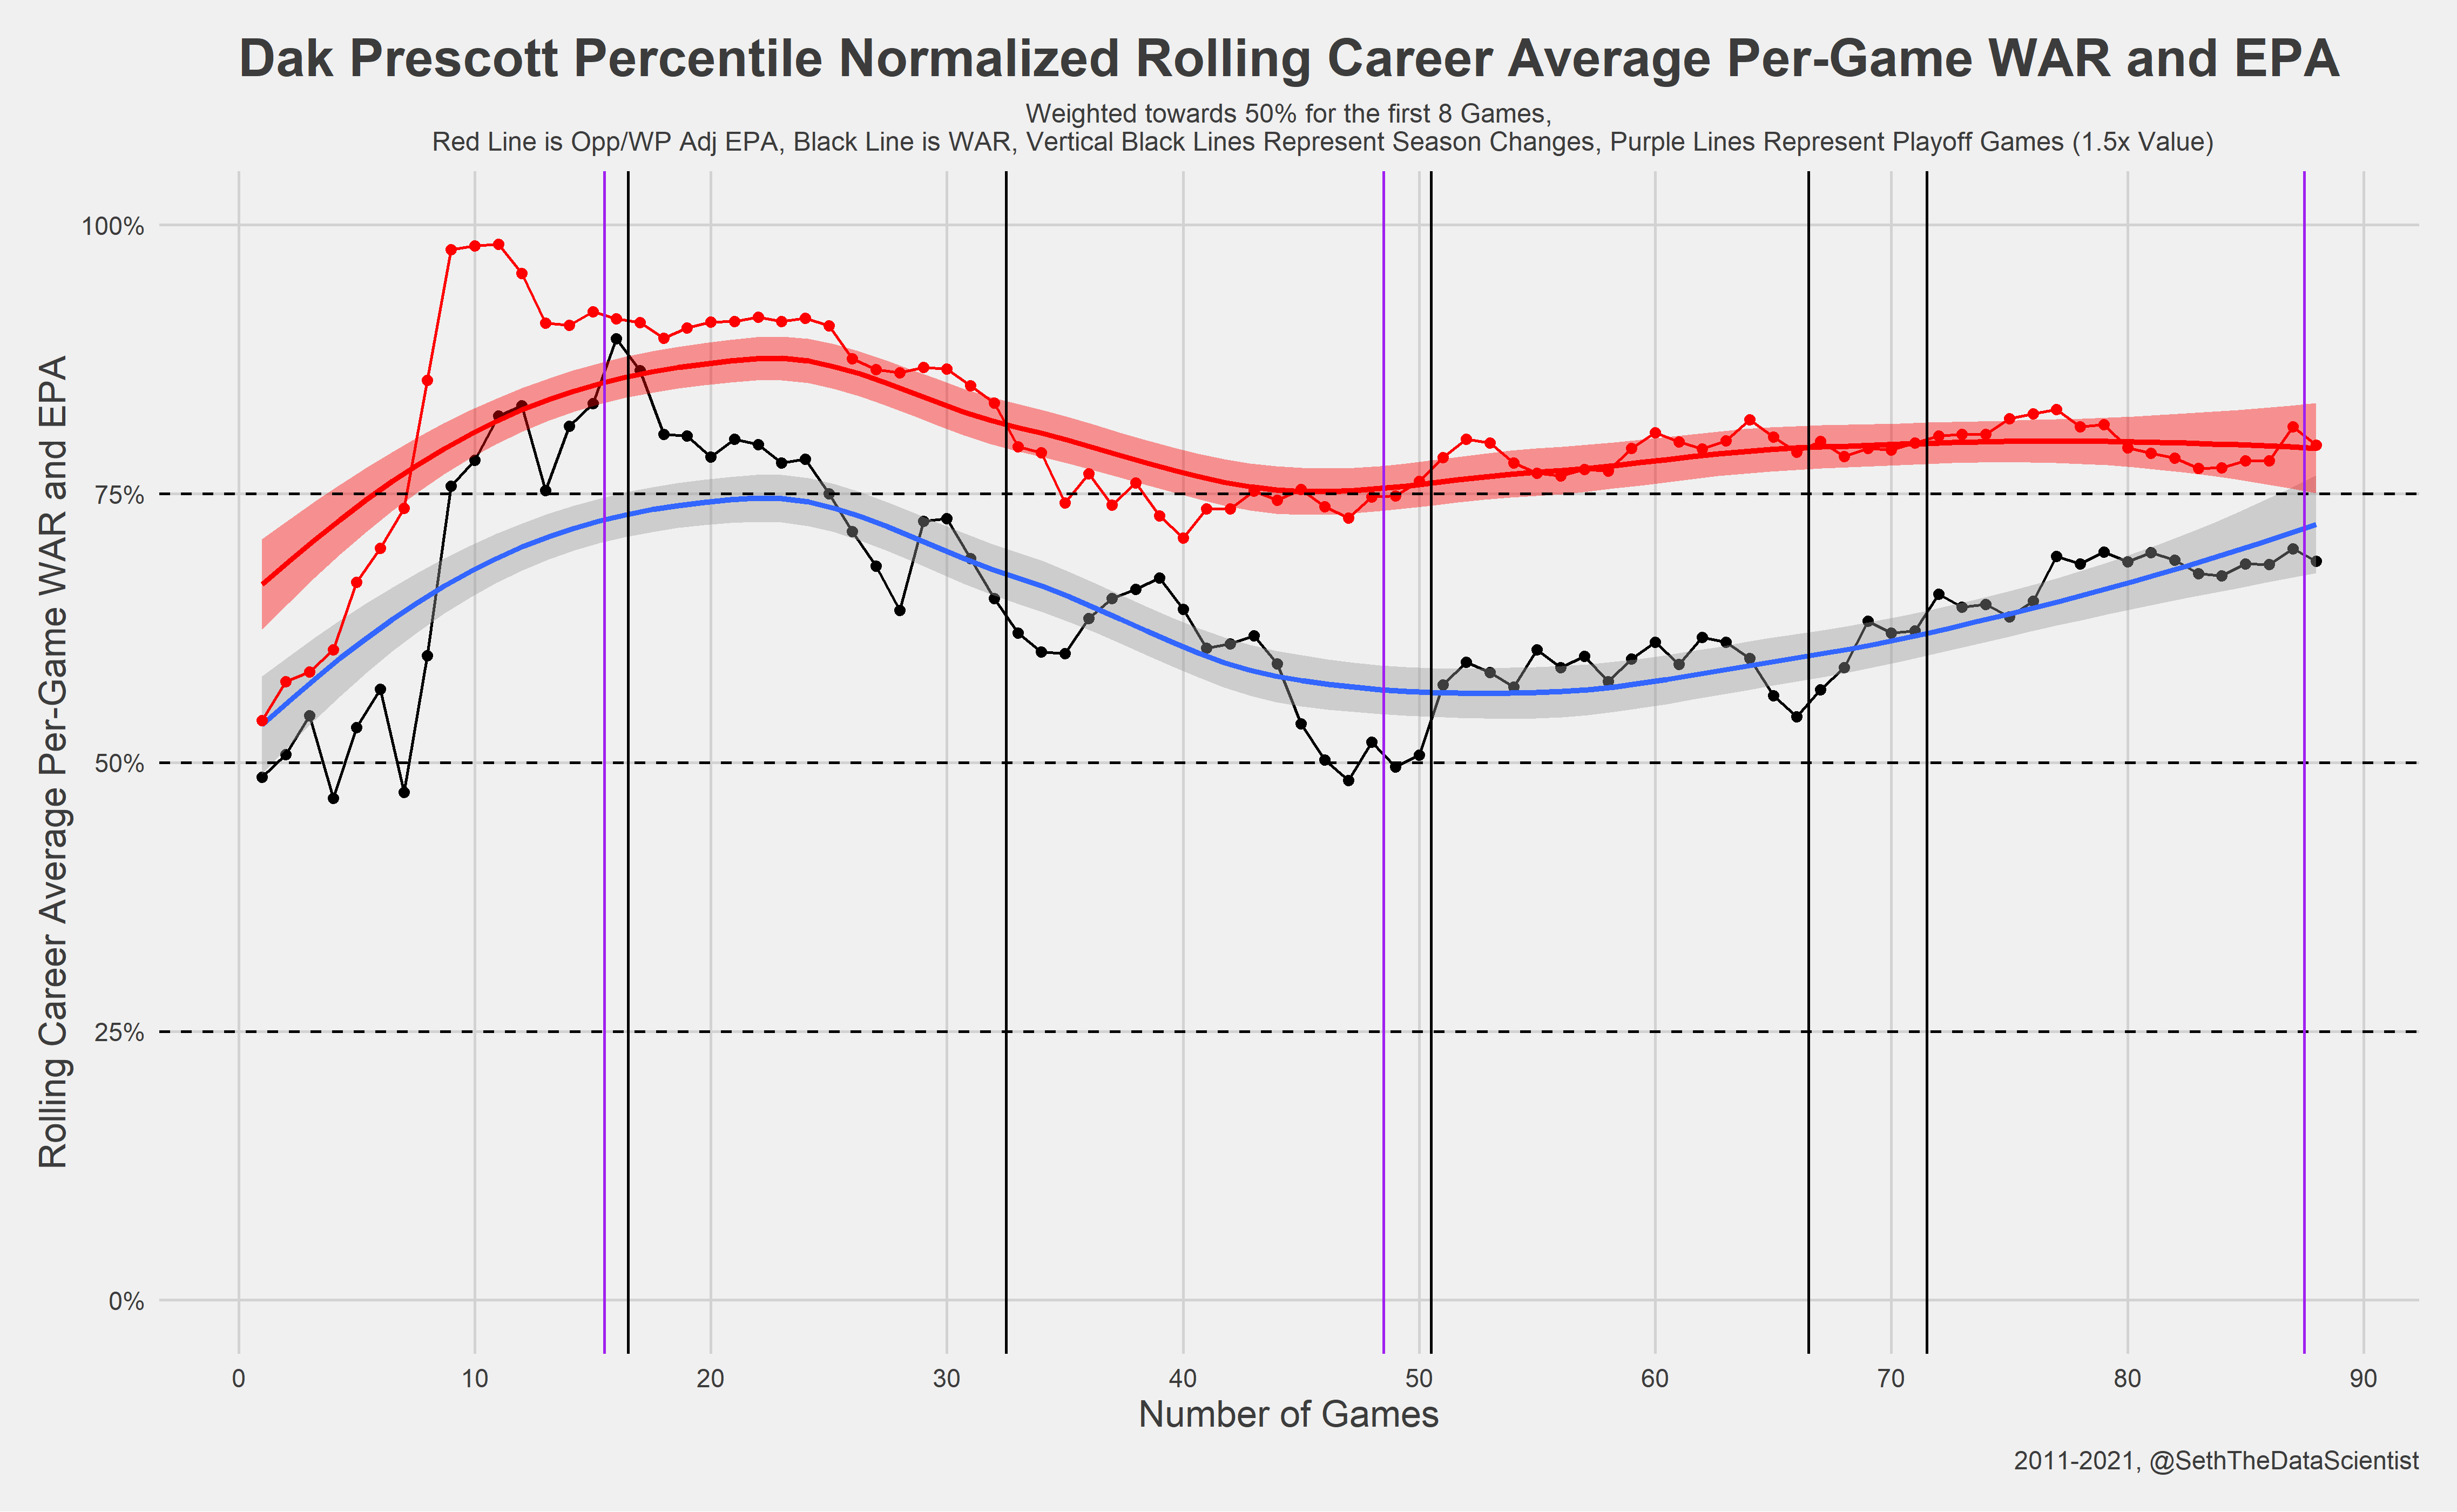 Dak Prescott Percentile Normalized Rolling Career Average Per-Game WAR and EPA
Weighted towards 50% for the first 8 Games,
Red Line is Opp/WP Adj EPA, Black Line is WAR, Vertical Black Lines Represent Season Changes, Purple Lines Represent Playoff Games (1.5x Value)
Rolling Career Average Per-Game WAR and EPA
100%
75%
50%
25%
0%
0 10 20 30 40 50 60 70 80 90
Number of Games
2011-2021, @SethTheDataScientist